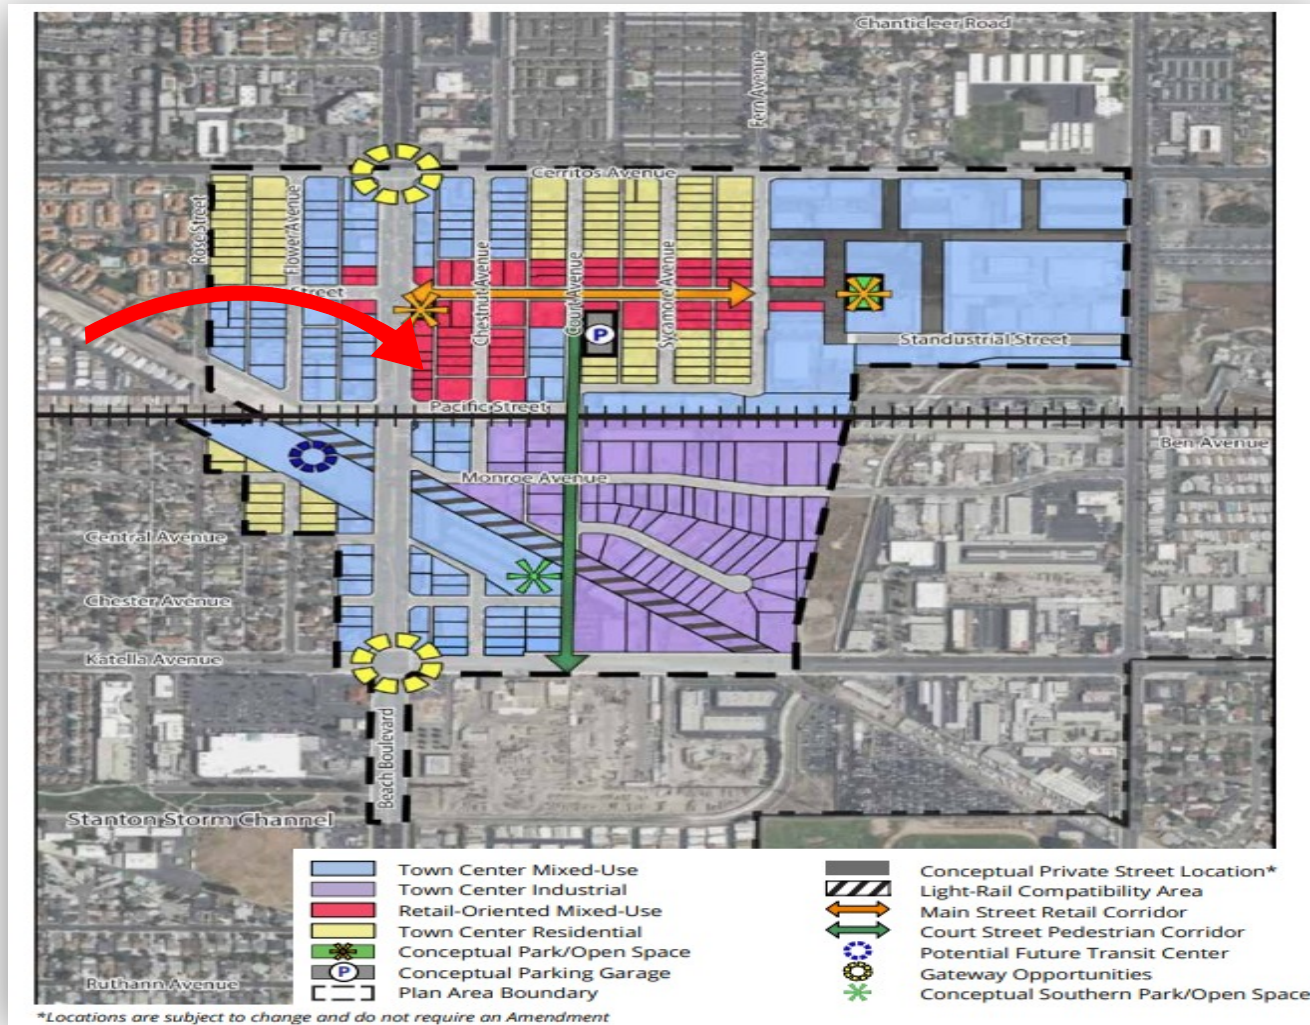 Chanticleer Road
Fern Avenue
Cerritos Avenue
Rose Street
Flower Avenue
Chestnut Avenue
Court Avenue
Sycamore Avenue
Street
P
Standustrial Street
Pacific Street
Ben Avenue
Monroe Avenue
Central Avenue
Chester Avenue
Katella Avenue
Beach Boulevard
Stanton Storm Channel
Ruthann Avenue
Town Center Mixed-Use
Town Center Industrial
Retail-Oriented Mixed-Use
Town Center Residential
Conceptual Park/Open Space
P
Conceptual Parking Garage
Plan Area Boundary
Conceptual Private Street Location*
Light-Rail Compatibility Area
Main Street Retail Corridor
Court Street Pedestrian Corridor
Potential Future Transit Center
Gateway Opportunities
Conceptual Southern Park/Open Space
*Locations are subject to change and do not require an Amendment